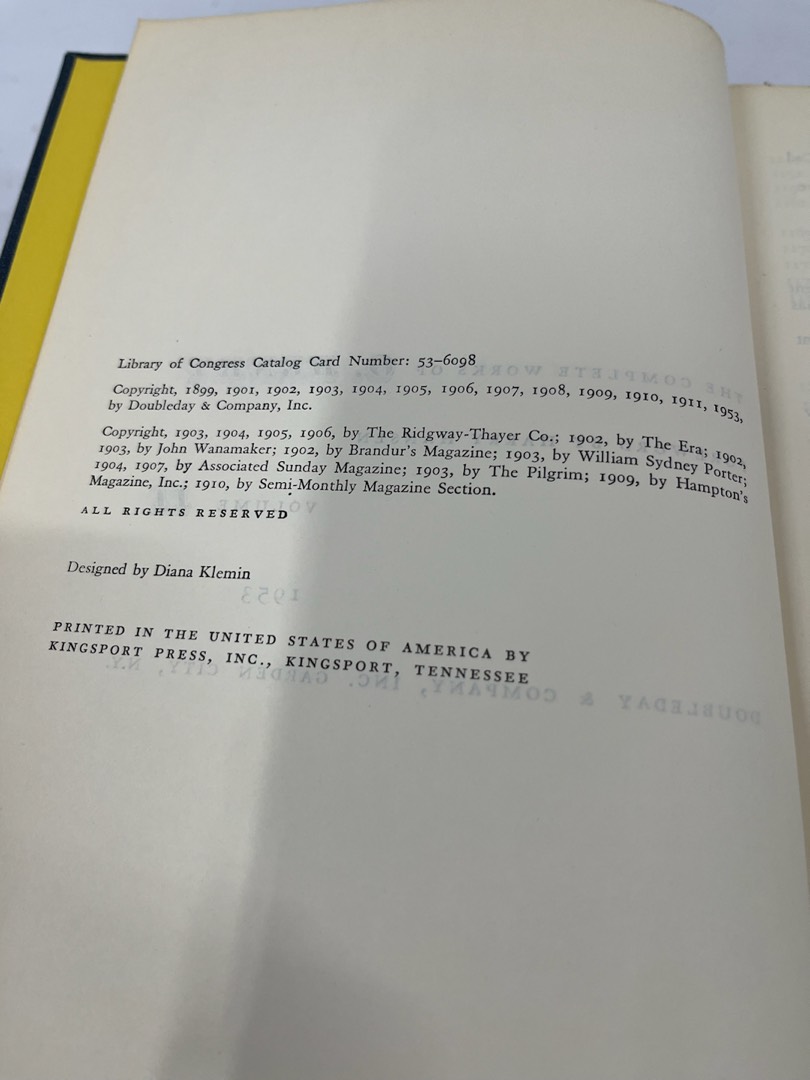 Library of Congress Catalog Card Number: 53–6098
Copyright, 1899, 1901, 1902, 1903, 1904, 1905, 1906, 1907, 1908, 1909, 1910, 1911, 1953,
by Doubleday & Company, Inc.
Copyright, 1903, 1904, 1905, 1906, by The Ridgway-Thayer Co.; 1902, by The Era; 1902,
1903, by John Wanamaker; 1902, by Brandur's Magazine; 1903, by William Sydney Porter;
1904, 1907, by Associated Sunday Magazine; 1903, by The Pilgrim; 1909, by Hampton's
Magazine, Inc.; 1910, by Semi-Monthly Magazine Section.
ALL RIGHTS RESERVED
Designed by Diana Klemin
PRINTED IN THE UNITED STATES OF AMERICA BY
KINGSPORT PRESS, INC., KINGSPORT, TENNESSEE